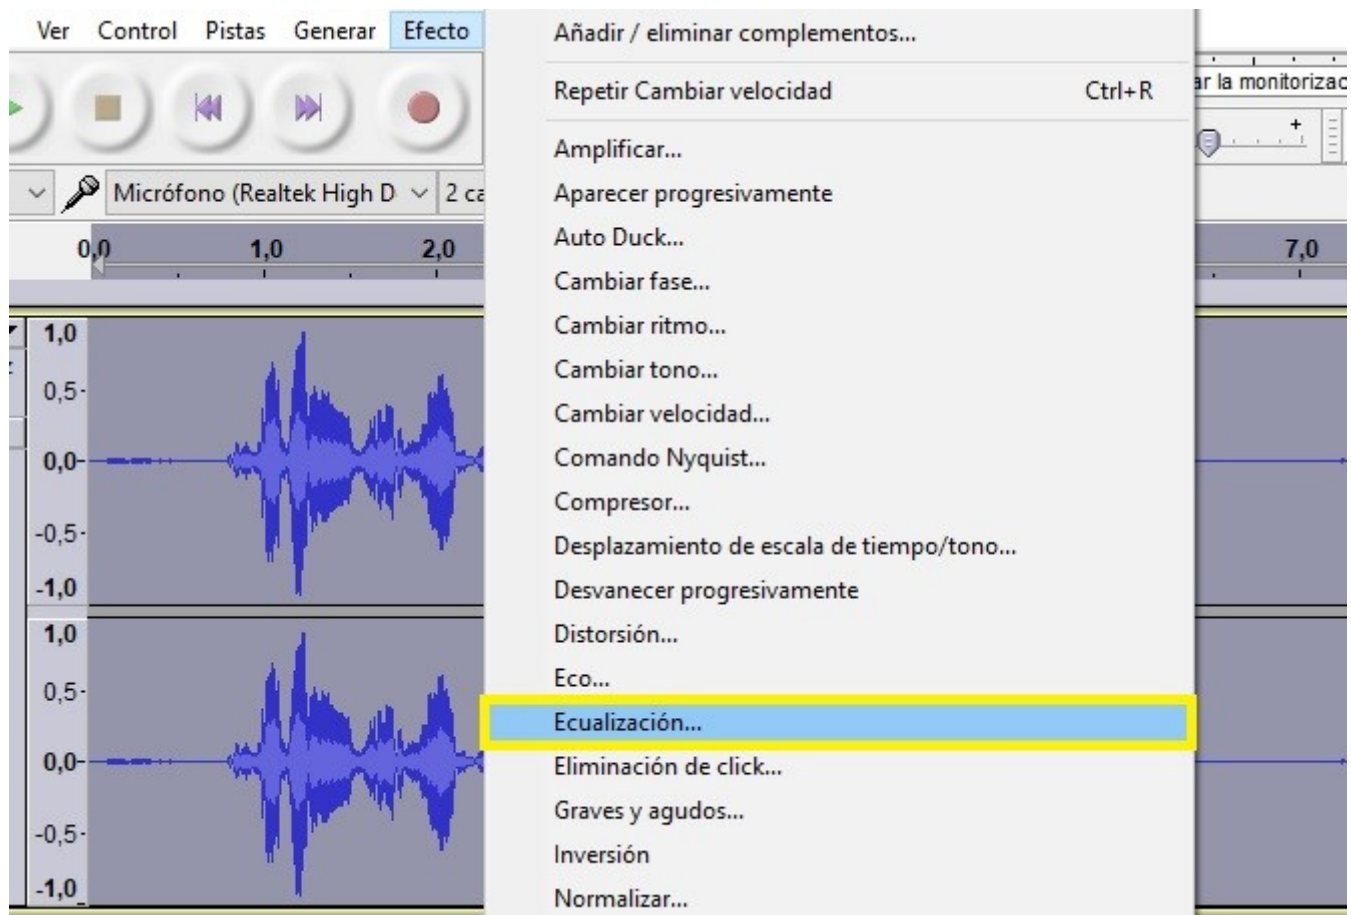 Ver Control Pistas Generar Efecto
Añadir / eliminar complementos...
Repetir Cambiar velocidad Ctrl+R
Amplificar...
Aparecer progresivamente
Auto Duck...
Cambiar fase...
Cambiar ritmo...
Cambiar tono...
Cambiar velocidad...
Comando Nyquist...
Compresor...
Desplazamiento de escala de tiempo/tono...
Desvanecer progresivamente
Distorsión...
Eco...
Ecualización...
Eliminación de click...
Graves y agudos...
Inversión
Normalizar...
la monitorizac
+
Micrófono (Realtek High D 2 ca
0,0 1,0 2,0 7,0
1,0
0,5
0,0
-0,5
-1,0
1,0
0,5
0,0
-0,5
-1,0